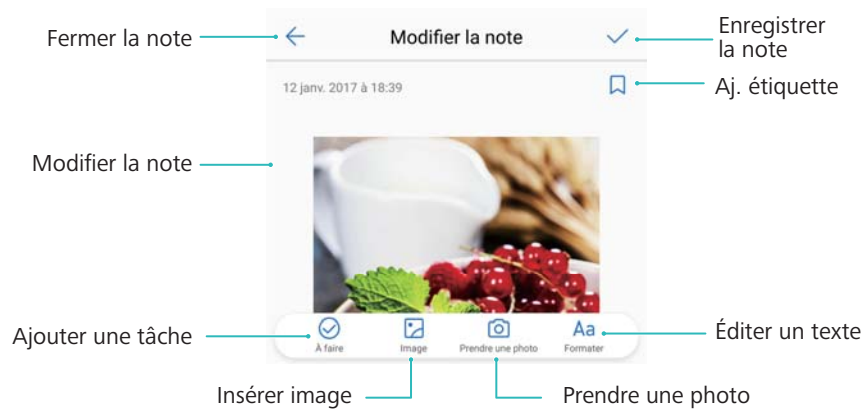 Fermer la note
Modifier la note
Enregistrer
la note
12 janv. 2017 à 18:39
Aj. étiquette
Modifier la note
Ajouter une tâche
À faire
Image
Prendre une photo
Aa
Formater
Éditer un texte
Insérer image
Prendre une photo